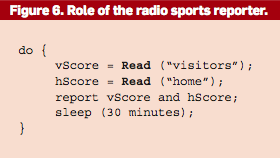 Figure 6. Role of the radio sports reporter.
do {
vScore = Read (“visitors”);
hScore = Read (“home”);
report vScore and hScore;
sleep (30 minutes);
}